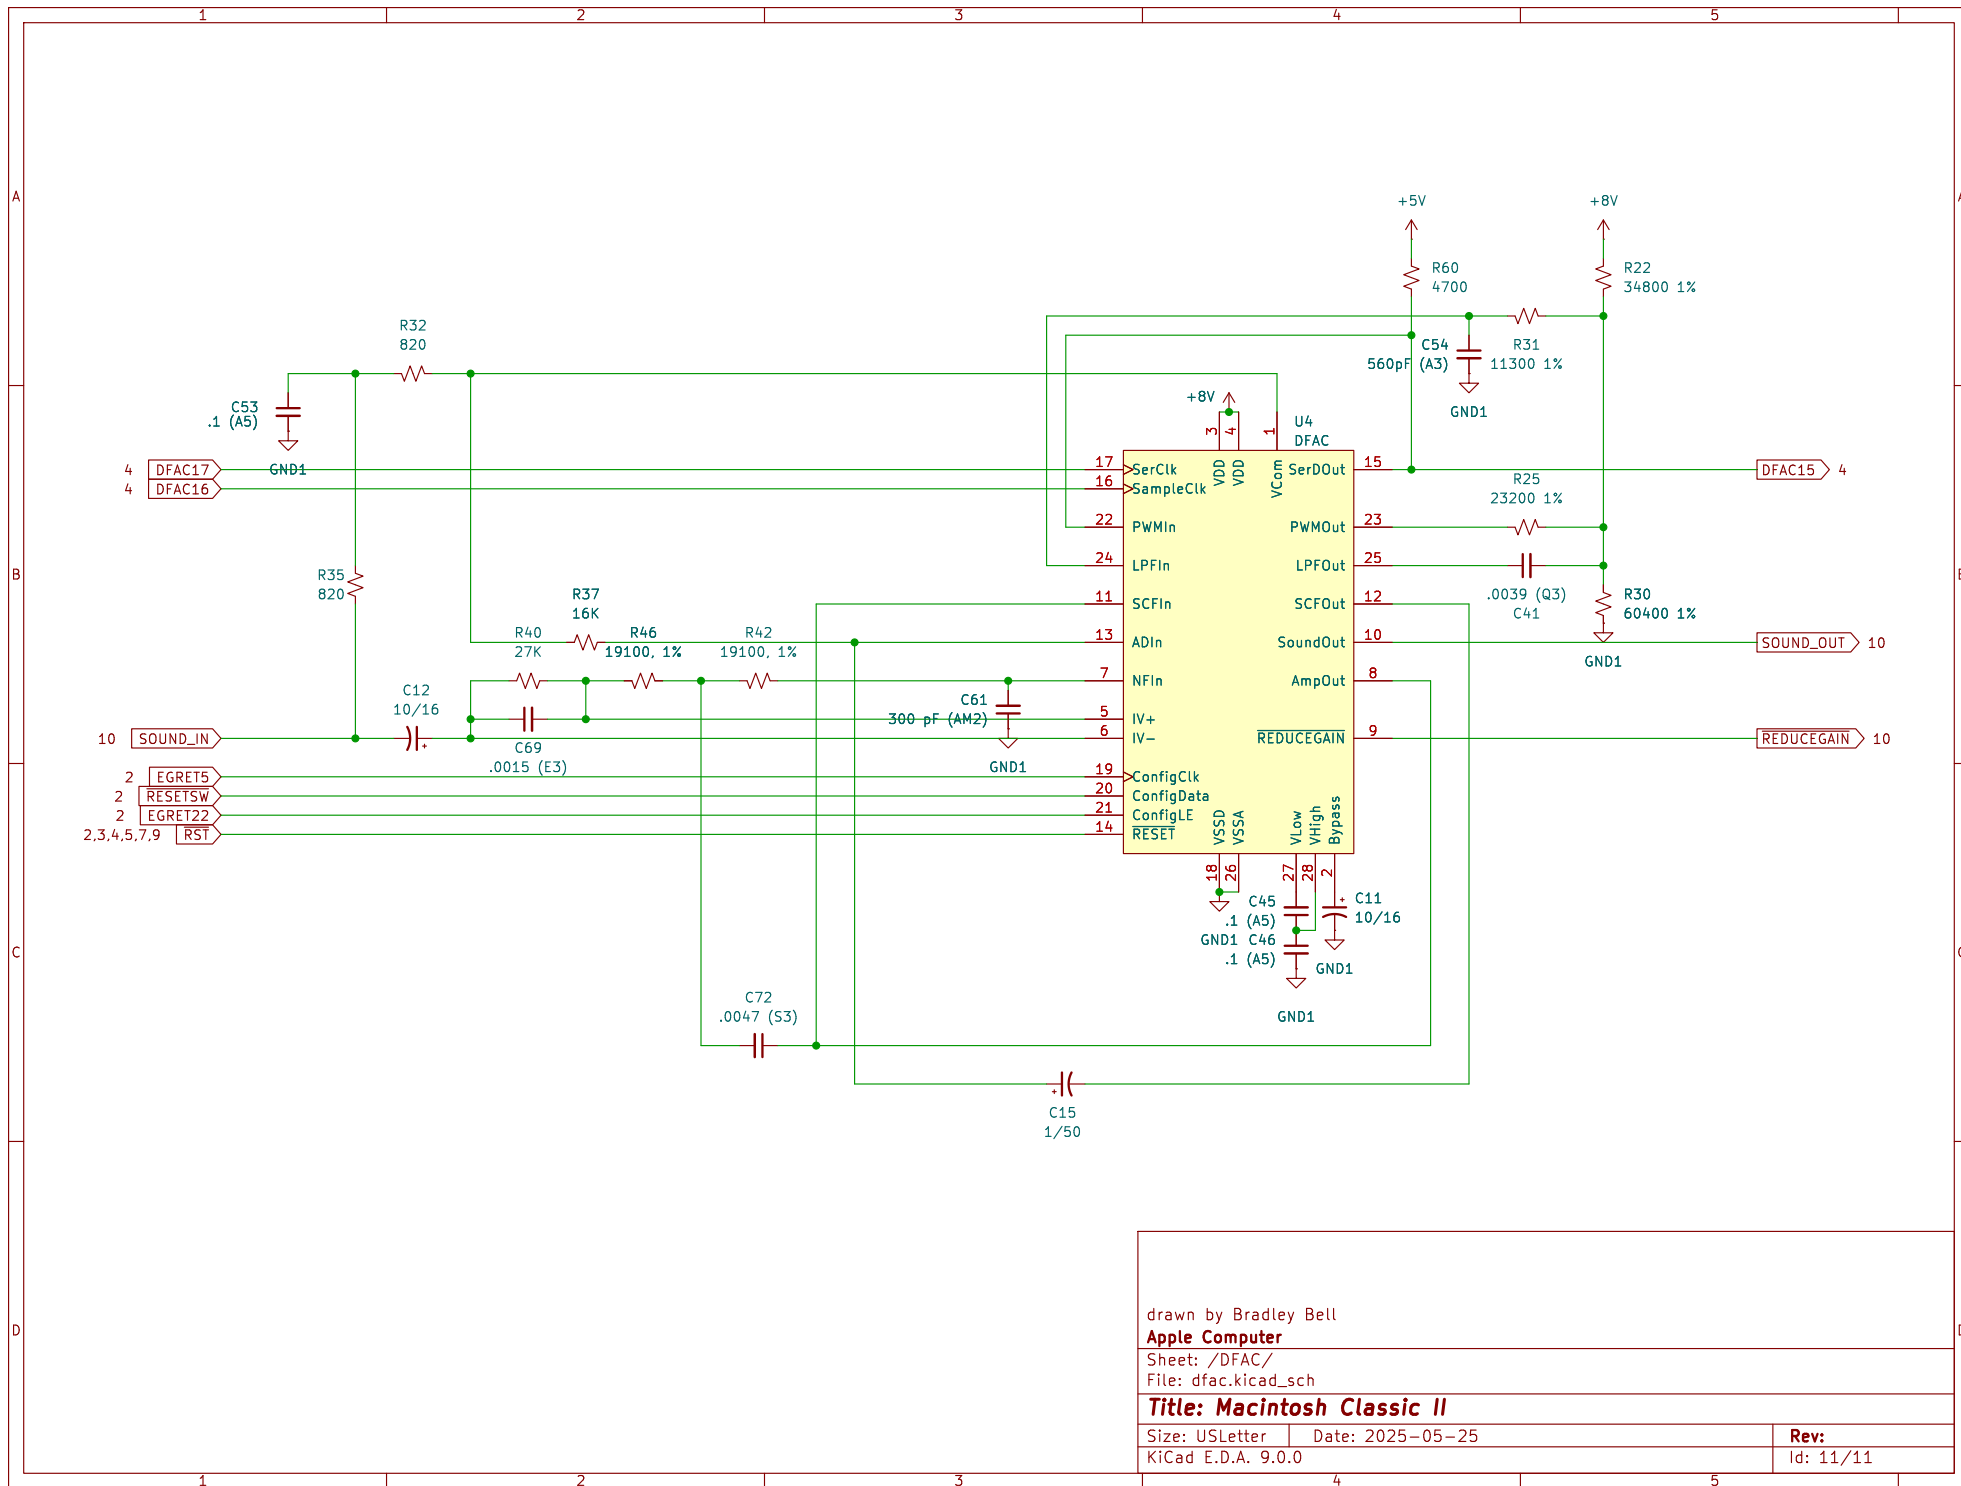 1 2 3 4 5
A
+5V +8V
R60
4700
R22
34800 1%
R32
820
C54
560pF (A3)
R31
11300 1%
C53
.1 (A5)
GND1
+8V
GND1
U4
DFAC
4 DFAC17
4 DFAC16
3 4 1
VDD VDD VCom
17 SerClk
16 SampleClk
22 PWMIn
24 LPFIn
11 SCFIn
13 ADIn
7 NFIn
5 IV+
6 IV-
19 ConfigClk
20 ConfigData
21 ConfigLE
14 RESET
SerDOut 15
PWMOut 23
LPFOut 25
SCFOut 12
SoundOut 10
AmpOut 8
REDUCEGAIN 9
VSSD VSSA VLow VHigh Bypass
18 26 27 28 2
DFAC15 4
R25
23200 1%
B
R35
820
R37
16K
.0039 (Q3)
C41
R30
60400 1%
GND1
SOUND_OUT 10
R40
27K
R46
19100, 1%
R42
19100, 1%
C12
10/16
C61
300 pF (AM2)
GND1
10 SOUND_IN
C69
.0015 (E3)
REDUCEGAIN 10
2 EGRET5
2 RESETSW
2 EGRET22
2,3,4,5,7,9 RST
C45
.1 (A5)
C11
10/16
GND1
C46
.1 (A5)
GND1
GND1
C
C72
.0047 (S3)
C15
1/50
D
drawn by Bradley Bell
Apple Computer
Sheet: /DFAC/
File: dfac.kicad_sch
Title: Macintosh Classic II
Size: USLetter Date: 2025-05-25 Rev:
KiCad E.D.A. 9.0.0 Id: 11/11
1 2 3 4 5